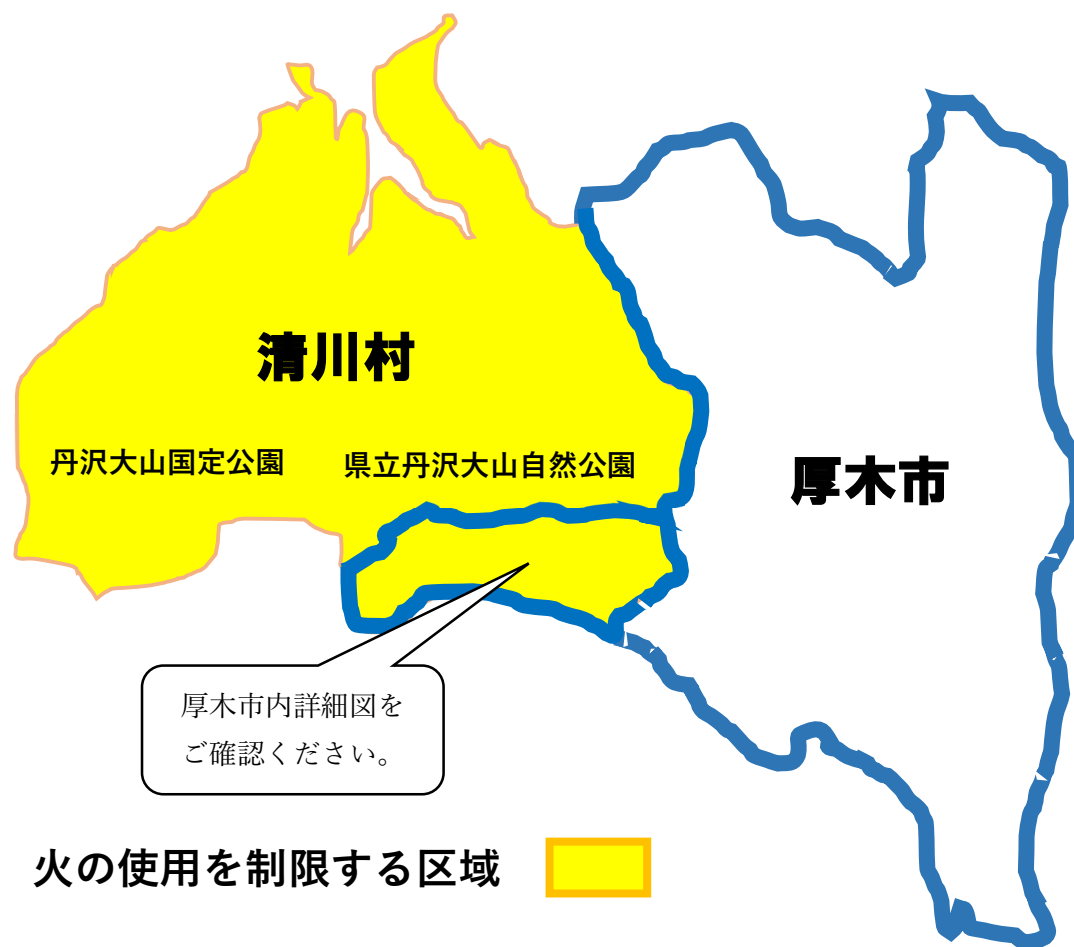 清川村
丹沢大山国定公園
県立丹沢大山自然公園
厚木市
厚木市内詳細図を
ご確認ください。
火の使用を制限する区域